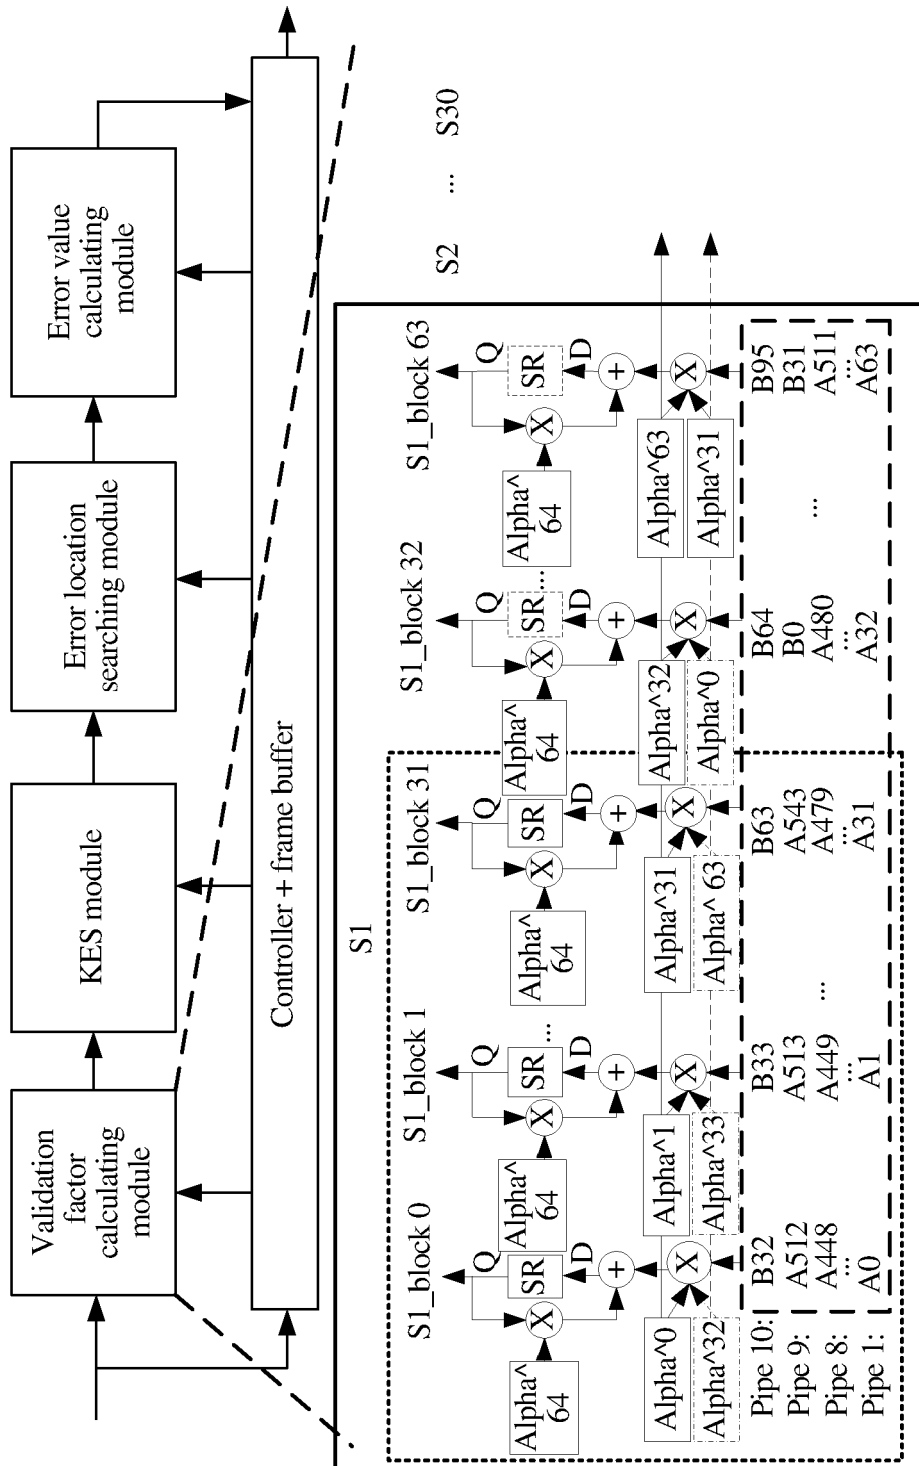 Validation
factor
calculating
module
KES module
Error location
searching module
Error value
calculating
module
Controller + frame buffer
S1
S2
...
S30
S1_block 0
S1_block 1
S1_block 31
S1_block 32
S1_block 63
Q
Q
Q
Q
Q
SR
SR
...
SR
SR
...
SR
D
D
D
D
D
X
X
X
X
X
+
+
+
+
+
Alpha^
64
Alpha^
64
Alpha^
64
Alpha^
64
Alpha^
64
Alpha^0
Alpha^1
Alpha^31
Alpha^32
Alpha^63
Alpha^32
Alpha^33
Alpha^ 63
Alpha^0
Alpha^31
X
X
X
X
X
Pipe 10: B32 B33 B63 B64 B95
Pipe 9: A512 A513 A543 B0 B31
Pipe 8: A448 A449 ... A479 A480 ... A511
... ... ... ... ...
Pipe 1: A0 A1 A31 A32 A63